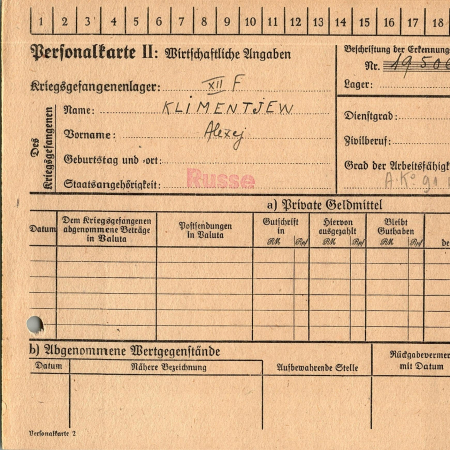 1 2 3 4 5 6 7 8 9 10 11 12 13 14 15 16 17 18
Personalkarte II: Wirtschaftliche Angaben
Beschriftung der Erkennung
Nr. 19500
Kriegsgefangenenlager: XII F
Lager:
Des Kriegsgefangenen
Name: KLIMENTJEW
Vorname: Alexej
Dienstgrad:
Geburtstag und -ort:
Zivilberuf:
Staatsangehörigkeit: Russe
Grad der Arbeitsfähigk
a) Private Geldmittel
Datum
Dem Kriegsgefangenen abgenommene Beträge in Valuta
Postsendungen in Valuta
Gutschrift in
RM Rpf
Hiervon ausgezahlt
RM Rpf
Bleibt Guthaben
RM Rpf
be
b) Abgenommene Wertgegenstände
Datum
Nähere Bezeichnung
Aufbewahrende Stelle
Rückgabevermer
mit Datum
Personalkarte 2